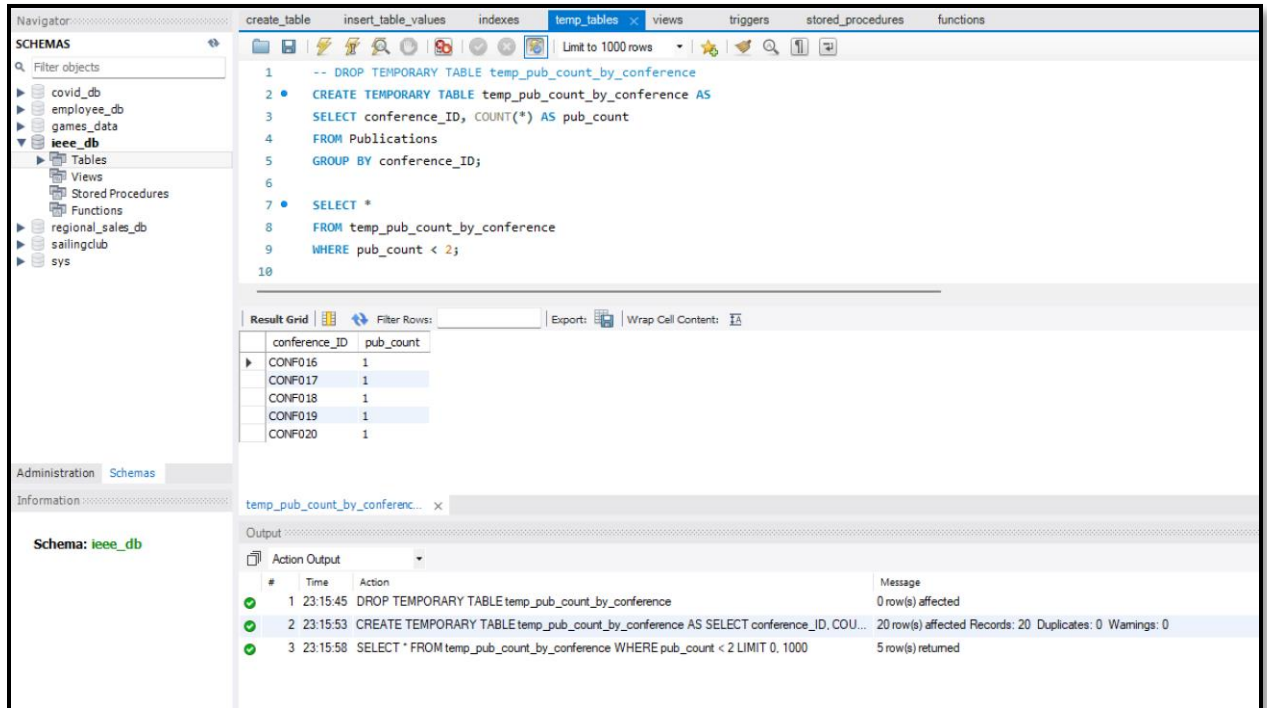 Navigator
SCHEMAS
Filter objects
covid_db
employee_db
games_data
ieee_db
Tables
Views
Stored Procedures
Functions
regional_sales_db
sailingclub
sys
Administration Schemas
Information
Schema: ieee_db
create_table insert_table_values indexes temp_tables views triggers stored_procedures functions
Limit to 1000 rows
1 -- DROP TEMPORARY TABLE temp_pub_count_by_conference
2 CREATE TEMPORARY TABLE temp_pub_count_by_conference AS
3 SELECT conference_ID, COUNT(*) AS pub_count
4 FROM Publications
5 GROUP BY conference_ID;
6
7 SELECT *
8 FROM temp_pub_count_by_conference
9 WHERE pub_count < 2;
10
Result Grid Filter Rows: Export: Wrap Cell Content: IA
conference_ID pub_count
CONF016 1
CONF017 1
CONF018 1
CONF019 1
CONF020 1
temp_pub_count_by_conferenc...
Output
Action Output
# Time Action Message
1 23:15:45 DROP TEMPORARY TABLE temp_pub_count_by_conference 0 row(s) affected
2 23:15:53 CREATE TEMPORARY TABLE temp_pub_count_by_conference AS SELECT conference_ID, COU... 20 row(s) affected Records: 20 Duplicates: 0 Warnings: 0
3 23:15:58 SELECT * FROM temp_pub_count_by_conference WHERE pub_count < 2 LIMIT 0, 1000 5 row(s) returned